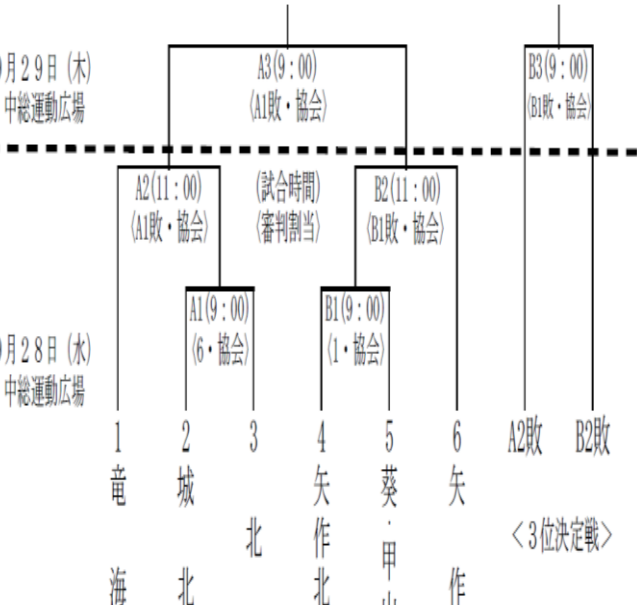 月29日（木）
中総運動広場
A3(9：00)
〈A1敗・協会〉
B3(9：00)
〈B1敗・協会〉
A2(11：00)
〈A1敗・協会〉
(試合時間)
〈審判割当〉
B2(11：00)
〈B1敗・協会〉
A1(9：00)
〈6・協会〉
B1(9：00)
〈1・協会〉
月28日（水）
中総運動広場
1 竜海
2 城北
3 北
4 矢作北
5 葵・甲山
6 矢作
A2敗
B2敗
＜3位決定戦＞